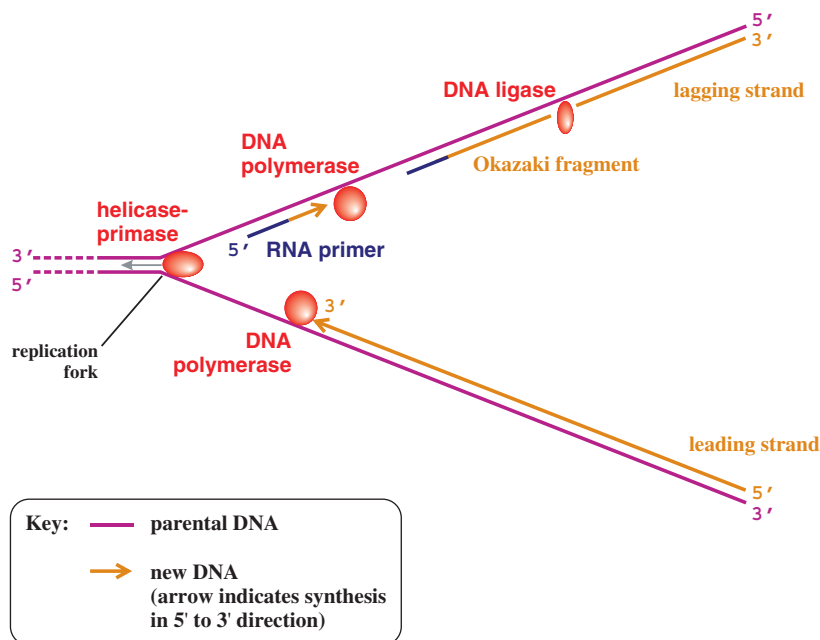 5′
3′
DNA ligase
lagging strand
DNA
polymerase
Okazaki fragment
helicase-
primase
5′
RNA primer
3′
5′
3′
replication
fork
DNA
polymerase
leading strand
5′
3′
Key:
parental DNA
new DNA
(arrow indicates synthesis
in 5' to 3' direction)